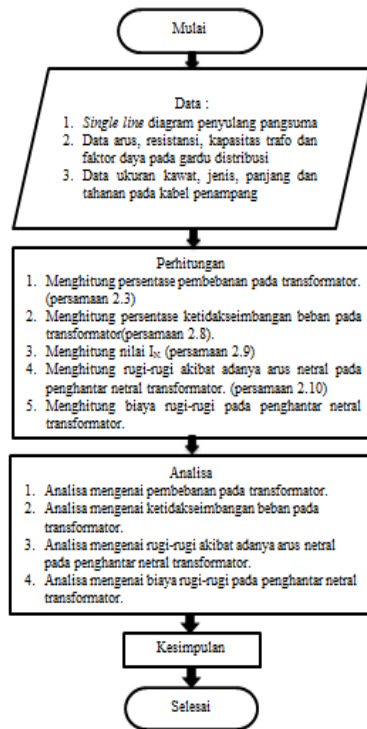 Mulai
Data :
1. Single line diagram penyulang pangsuma
2. Data arus, resistansi, kapasitas trafo dan
faktor daya pada gardu distribusi
3. Data ukuran kawat, jenis, panjang dan
tahanan pada kabel penampang
Perhitungan
1. Menghitung persentase pembebanan pada transformator.
(persamaan 2.3)
2. Menghitung persentase ketidakseimbangan beban pada
transformator(persamaan 2.8).
3. Menghitung nilai IN (persamaan 2.9)
4. Menghitung rugi-rugi akibat adanya arus netral pada
penghantar netral transformator. (persamaan 2.10)
5. Menghitung biaya rugi-rugi pada penghantar netral
transformator.
Analisa
1. Analisa mengenai pembebanan pada transformator.
2. Analisa mengenai ketidakseimbangan beban pada
transformator.
3. Analisa mengenai rugi-rugi akibat adanya arus netral
pada penghantar netral transformator.
4. Analisa mengenai biaya rugi-rugi pada penghantar netral
transformator.
Kesimpulan
Selesai